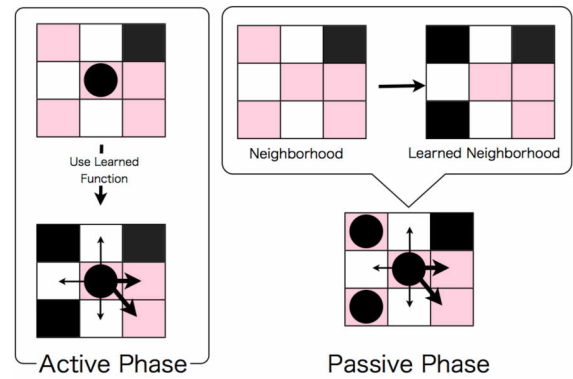 Use Learned
Function
Active Phase
Neighborhood
Learned Neighborhood
Passive Phase